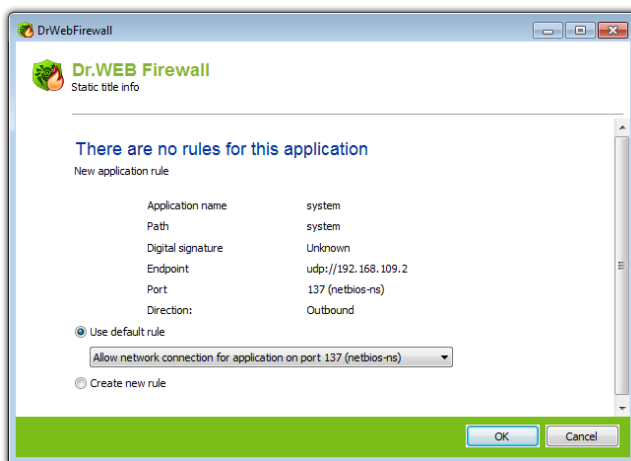 DrWebFirewall
Dr.WEB Firewall
Static title info
There are no rules for this application
New application rule
Application name system
Path system
Digital signature Unknown
Endpoint udp://192.168.109.2
Port 137 (netbios-ns)
Direction: Outbound
Use default rule
Allow network connection for application on port 137 (netbios-ns)
Create new rule
OK Cancel